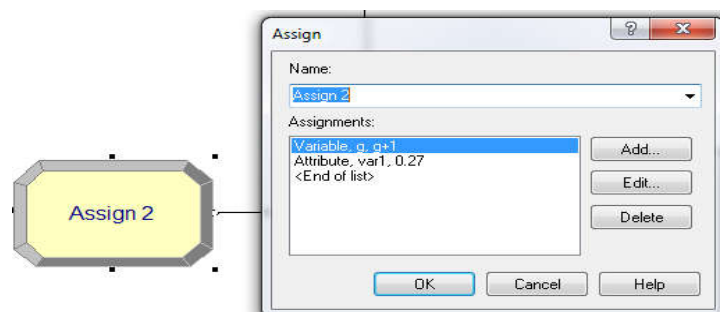 Assign
?
Name:
Assign 2
Assignments:
Variable, g, g+1
Attribute, var1, 0.27
<End of list>
Add...
Edit...
Delete
OK
Cancel
Help
Assign 2